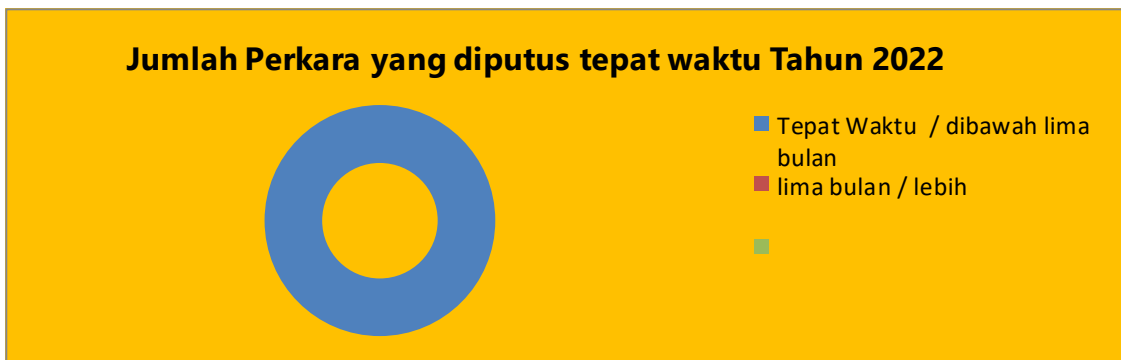 Jumlah Perkara yang diputus tepat waktu Tahun 2022
Tepat Waktu / dibawah lima
bulan
lima bulan / lebih